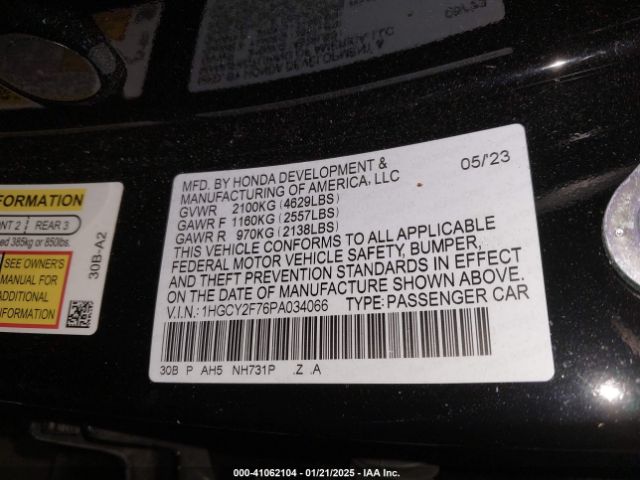 MFD. BY HONDA DEVELOPMENT & 05/'23
MANUFACTURING OF AMERICA, LLC
GVWR 2100KG (4629LBS)
GAWR F 1160KG (2557LBS)
GAWR R 970KG (2138LBS)
THIS VEHICLE CONFORMS TO ALL APPLICABLE
FEDERAL MOTOR VEHICLE SAFETY, BUMPER,
AND THEFT PREVENTION STANDARDS IN EFFECT
ON THE DATE OF MANUFACTURE SHOWN ABOVE.
V.I.N.: 1HGCY2F76PA034066 TYPE: PASSENGER CAR
30B P AH5 NH731P .Z .A
FORMATION
NT 2 REAR 3
ed 385kg or 850lbs.
SEE OWNER'S
MANUAL FOR
ADDITIONAL
INFORMATION
30B-A2
000-41062104 - 01/21/2025 - IAA Inc.